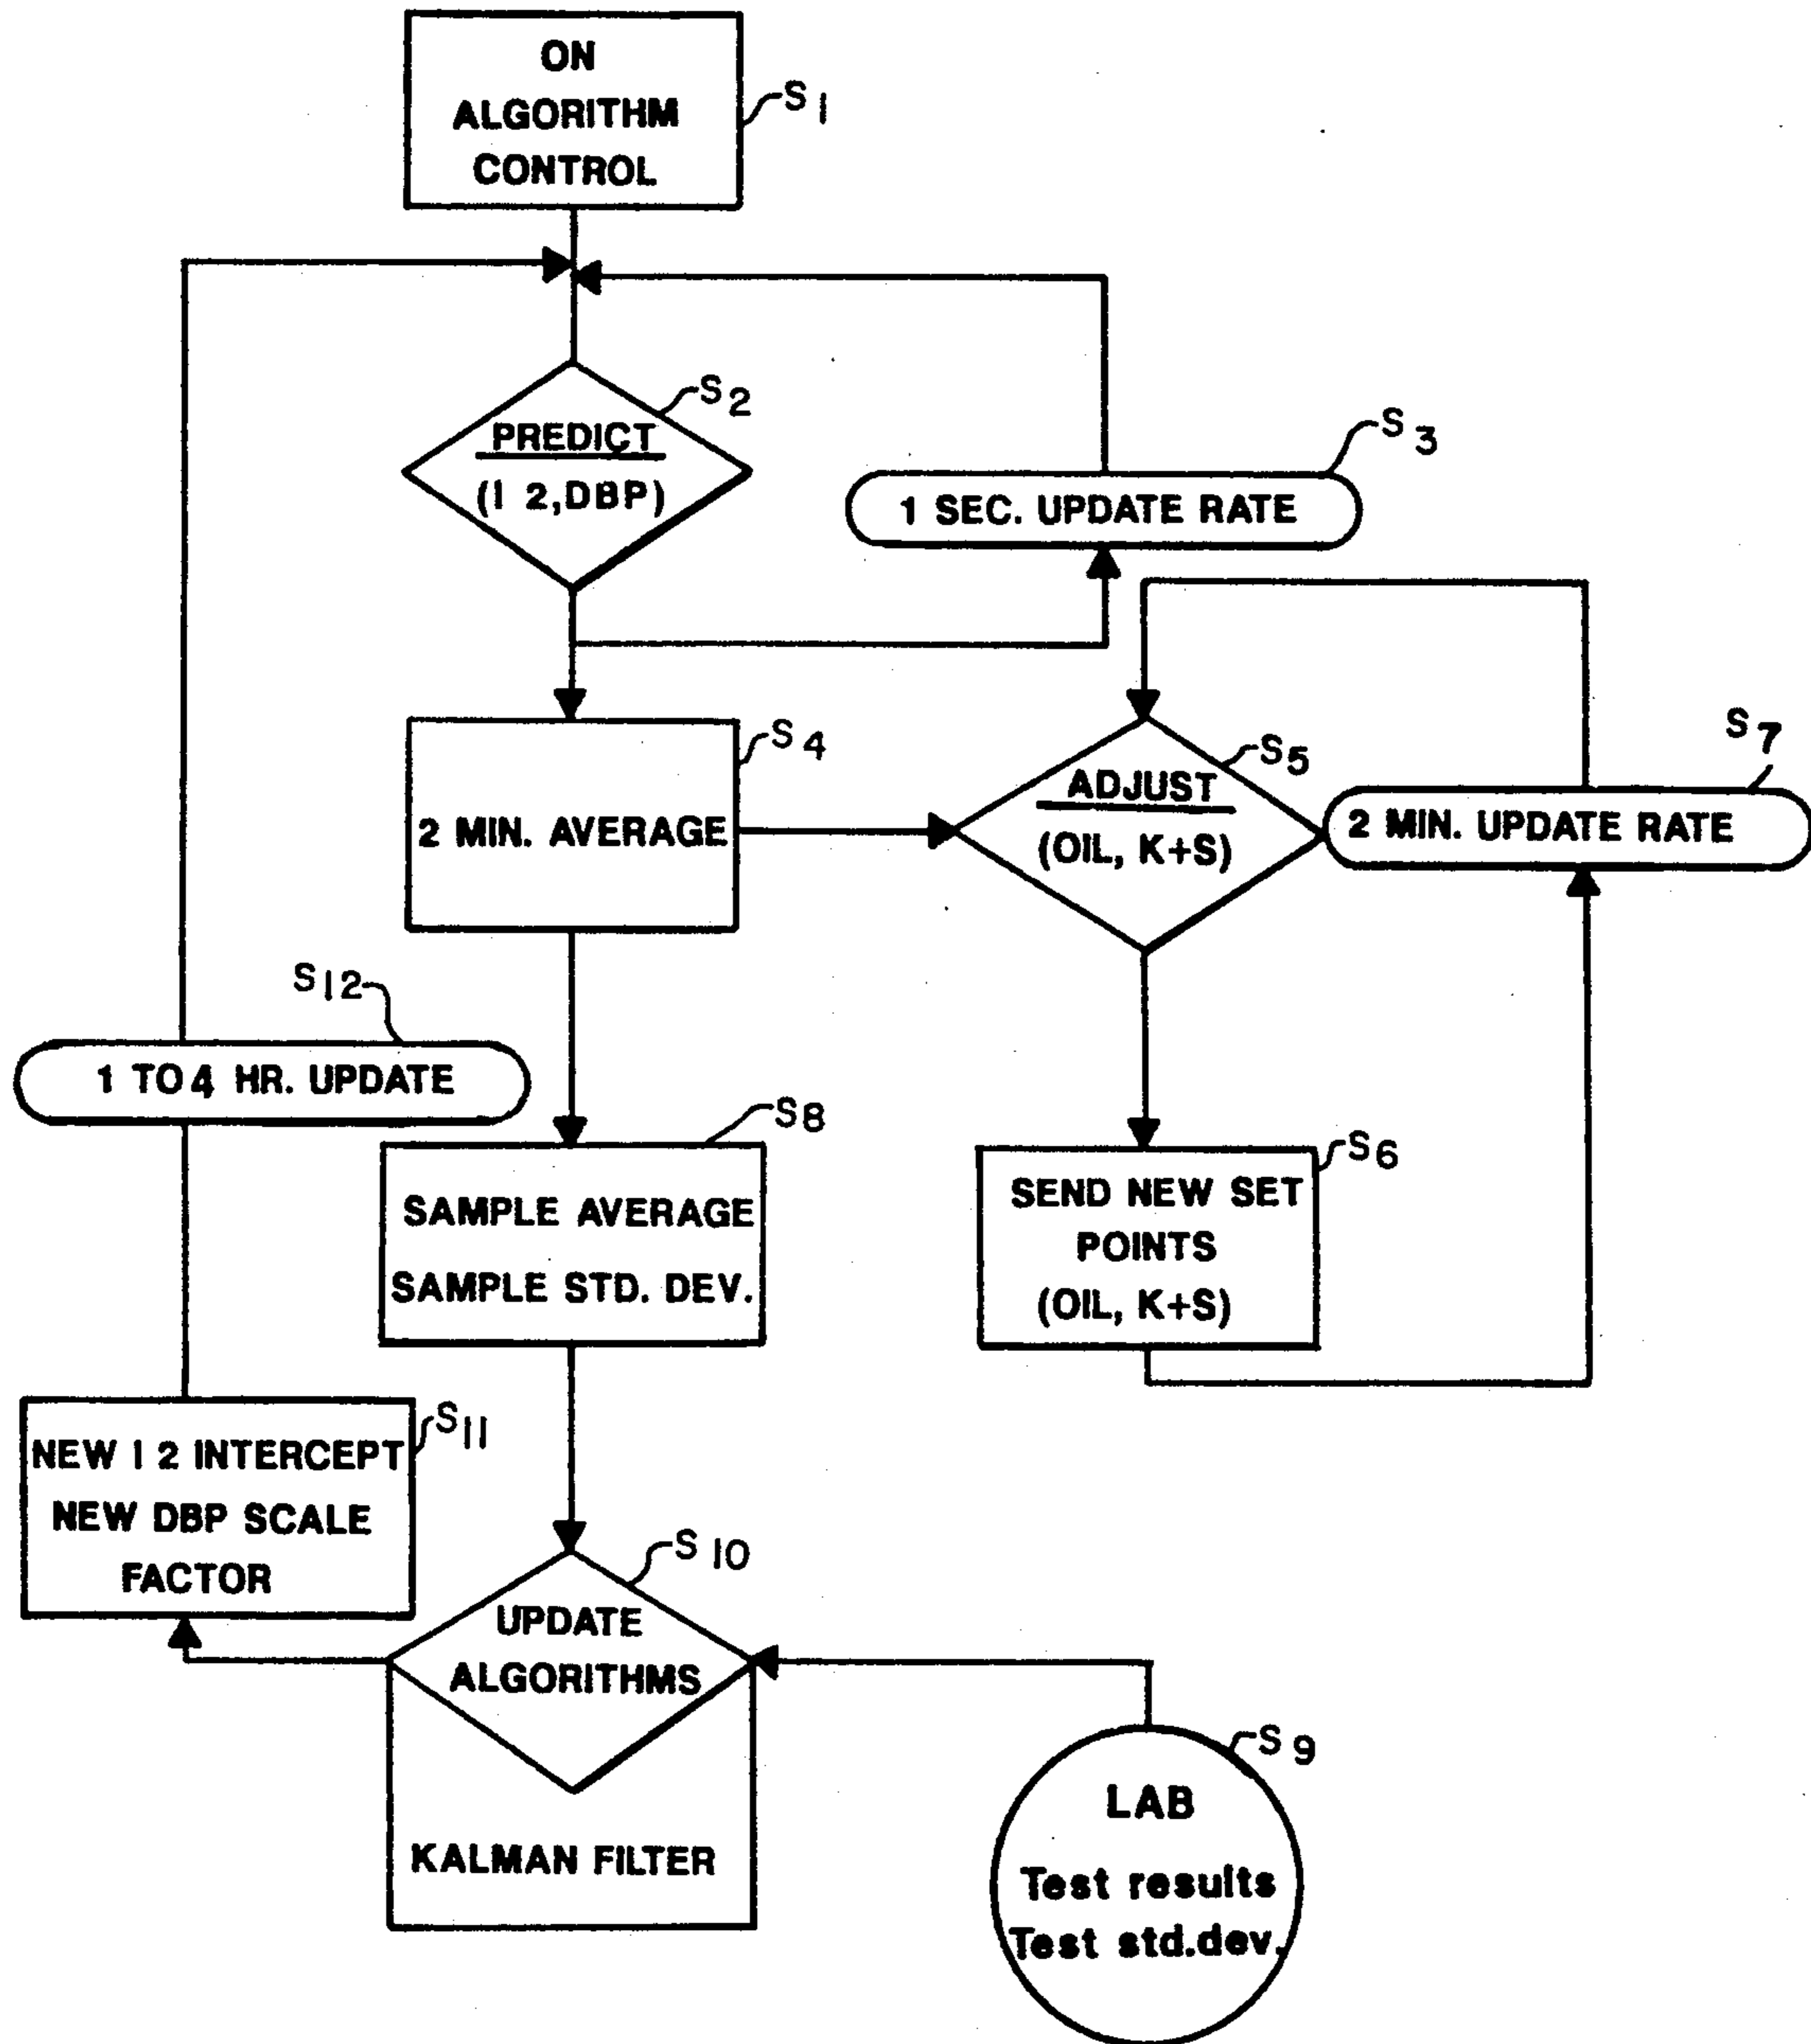 ON
ALGORITHM
CONTROL
S1
PREDICT
(I 2,DBP)
S2
1 SEC. UPDATE RATE
S3
2 MIN. AVERAGE
S4
ADJUST
(OIL, K+S)
S5
2 MIN. UPDATE RATE
S7
1 TO 4 HR. UPDATE
S12
SAMPLE AVERAGE
SAMPLE STD. DEV.
S8
SEND NEW SET
POINTS
(OIL, K+S)
S6
NEW I 2 INTERCEPT
NEW DBP SCALE
FACTOR
S11
UPDATE
ALGORITHMS
S10
KALMAN FILTER
LAB
Test results
Test std.dev.
S9